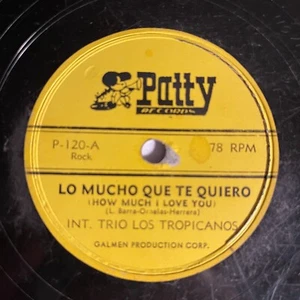 Patty
RECORDS
P-120-A
Rock
78 RPM
LO MUCHO QUE TE QUIERO
(HOW MUCH I LOVE YOU)
(L. Barra-Ornelas-Herrera)
INT. TRIO LOS TROPICANOS
GALMEN PRODUCTION CORP.